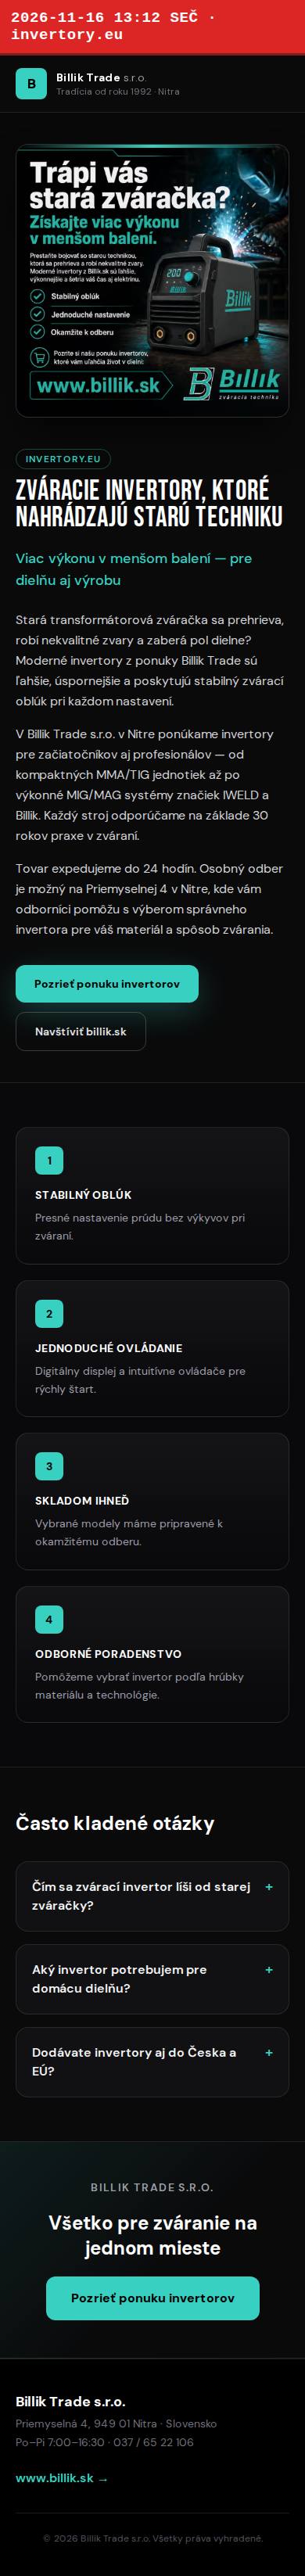 2026-11-16 13:12 SEČ ·
invertory.eu
B
Billik Trade s.r.o.
Tradícia od roku 1992 · Nitra
Trápi vás
stará zváračka?
Získajte viac výkonu
v menšom balení.
Prestaňte bojovať so starou technikou,
ktorá sa prehrieva a robí nekvalitné zvary.
Moderné invertory z Billik.sk sú ľahšie,
výkonnejšie a šetria váš čas aj elektrinu.
Stabilný oblúk
Jednoduché nastavenie
Okamžite k odberu
Pozrite si našu ponuku invertorov,
ktoré vám uľahčia život v dielni:
www.billik.sk
200
Billik
Billik
Billik
zváracia technika
INVERTORY.EU
ZVÁRACIE INVERTORY, KTORÉ
NAHRÁDZAJÚ STARÚ TECHNIKU
Viac výkonu v menšom balení — pre
dielňu aj výrobu
Stará transformátorová zváračka sa prehrieva,
robí nekvalitné zvary a zaberá pol dielne?
Moderné invertory z ponuky Billik Trade sú
ľahšie, úspornejšie a poskytujú stabilný zvárací
oblúk pri každom nastavení.
V Billik Trade s.r.o. v Nitre ponúkame invertory
pre začiatočníkov aj profesionálov — od
kompaktných MMA/TIG jednotiek až po
výkonné MIG/MAG systémy značiek IWELD a
Billik. Každý stroj odporúčame na základe 30
rokov praxe v zváraní.
Tovar expedujeme do 24 hodín. Osobný odber
je možný na Priemyselnej 4 v Nitre, kde vám
odborníci pomôžu s výberom správneho
invertora pre váš materiál a spôsob zvárania.
Pozrieť ponuku invertorov
Navštíviť billik.sk
1
STABILNÝ OBLÚK
Presné nastavenie prúdu bez výkyvov pri
zváraní.
2
JEDNODUCHÉ OVLÁDANIE
Digitálny displej a intuitívne ovládače pre
rýchly štart.
3
SKLADOM IHNEĎ
Vybrané modely máme pripravené k
okamžitému odberu.
4
ODBORNÉ PORADENSTVO
Pomôžeme vybrať invertor podľa hrúbky
materiálu a technológie.
Často kladené otázky
Čím sa zvárací invertor líši od starej
zváračky?
+
Aký invertor potrebujem pre
domácu dielňu?
+
Dodávate invertory aj do Česka a
EÚ?
+
BILLIK TRADE S.R.O.
Všetko pre zváranie na
jednom mieste
Pozrieť ponuku invertorov
Billik Trade s.r.o.
Priemyselná 4, 949 01 Nitra · Slovensko
Po–Pi 7:00–16:30 · 037 / 65 22 106
www.billik.sk →
© 2026 Billik Trade s.r.o. Všetky práva vyhradené.